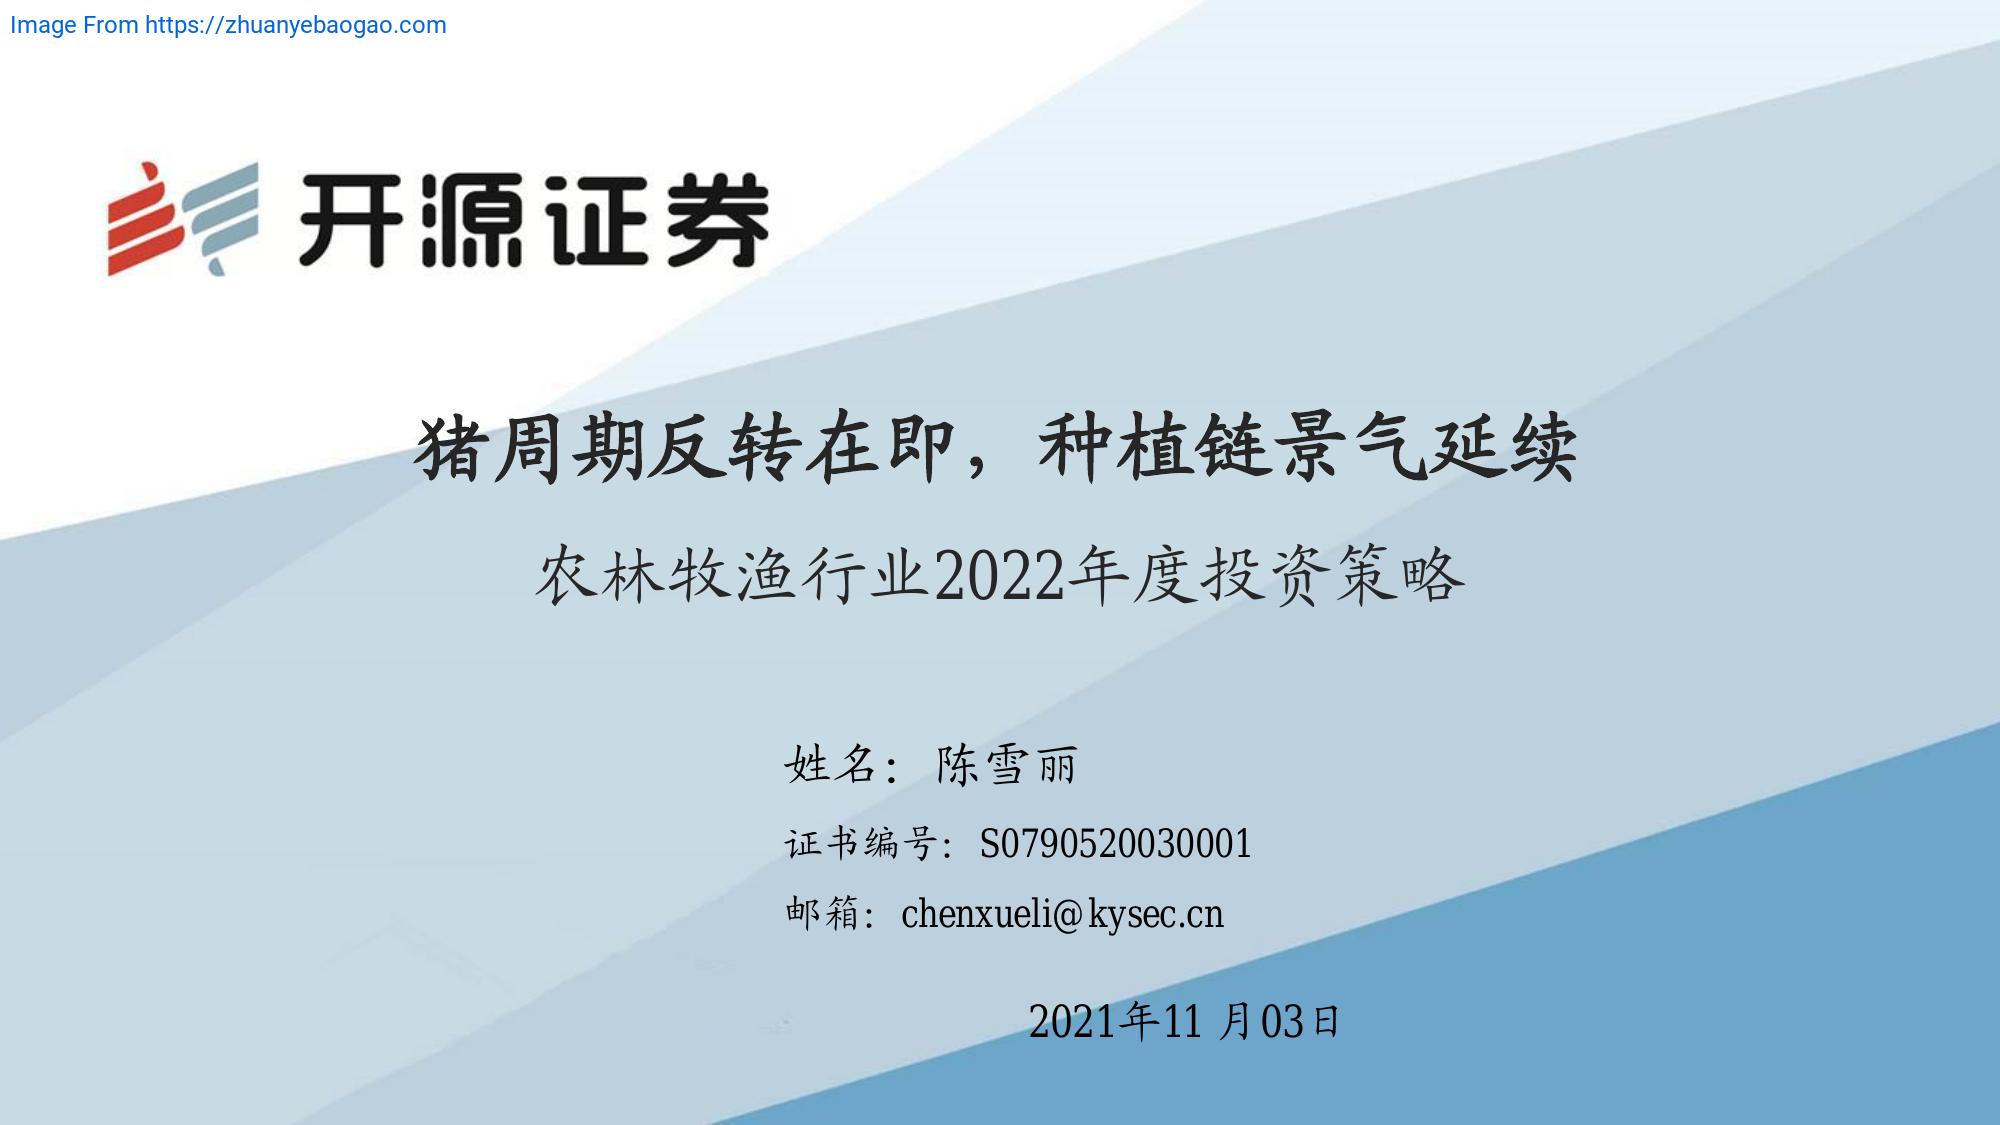 Image From https://zhuanyebaogao.com
开源证券
猪周期反转在即，种植链景气延续
农林牧渔行业2022年度投资策略
姓名：陈雪丽
证书编号：S0790520030001
邮箱：chenxueli@kysec.cn
2021年11月03日